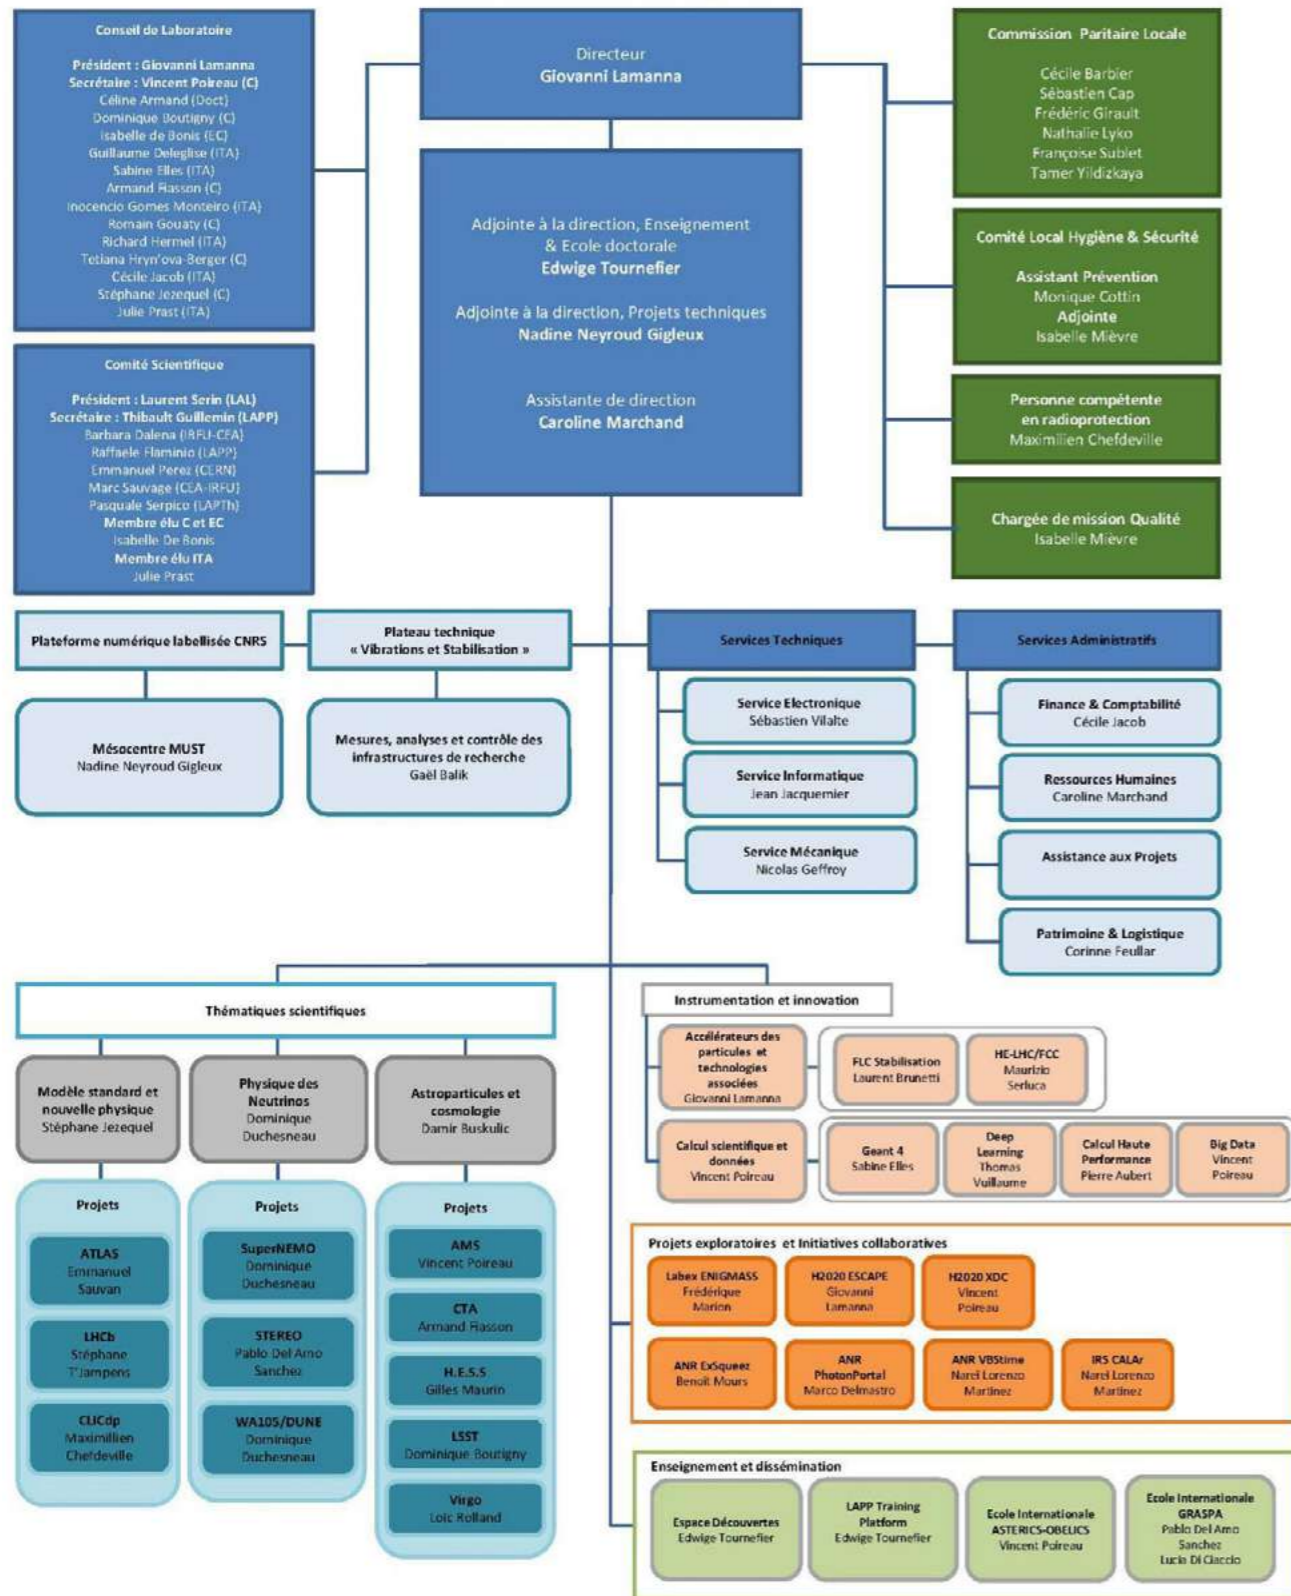 Conseil de Laboratoire
Président : Giovanni Lamanna
Secrétaire : Vincent Poireau (C)
Céline Armand (Doct)
Dominique Boutigny (C)
Isabelle de Bonis (EC)
Guillaume Deleglise (ITA)
Sabine Elles (ITA)
Armand Fiasson (C)
Inocencio Gomes Monteiro (ITA)
Romain Gouaty (C)
Richard Hermel (ITA)
Tetiana Hryn'ova-Berger (C)
Cécile Jacob (ITA)
Stéphane Jezequel (C)
Julie Prast (ITA)
Comité Scientifique
Président : Laurent Serin (LAL)
Secrétaire : Thibault Guillemin (LAPP)
Barbara Dalena (IRFU-CEA)
Raffaele Flaminio (LAPP)
Emmanuel Perez (CERN)
Marc Sauvage (CEA-IRFU)
Pasquale Serpico (LAPTh)
Membre élu C et EC
Isabelle De Bonis
Membre élu ITA
Julie Prast
Directeur
Giovanni Lamanna
Adjointe à la direction, Enseignement
& Ecole doctorale
Edwige Tournefier
Adjointe à la direction, Projets techniques
Nadine Neyroud Gigleux
Assistante de direction
Caroline Marchand
Commission Paritaire Locale
Cécile Barbier
Sébastien Cap
Frédéric Girault
Nathalie Lyko
Françoise Sublet
Tamer Yildizkaya
Comité Local Hygiène & Sécurité
Assistant Prévention
Monique Cottin
Adjointe
Isabelle Mièvre
Personne compétente
en radioprotection
Maximilien Chefdeville
Chargée de mission Qualité
Isabelle Mièvre
Plateforme numérique labellisée CNRS
Mésocentre MUST
Nadine Neyroud Gigleux
Plateau technique
« Vibrations et Stabilisation »
Mesures, analyses et contrôle des
infrastructures de recherche
Gaël Balik
Services Techniques
Service Electronique
Sébastien Vilalte
Service Informatique
Jean Jacquemier
Service Mécanique
Nicolas Geffroy
Services Administratifs
Finance & Comptabilité
Cécile Jacob
Ressources Humaines
Caroline Marchand
Assistance aux Projets
Patrimoine & Logistique
Corinne Feullar
Thématiques scientifiques
Modèle standard et
nouvelle physique
Stéphane Jezequel
Projets
ATLAS
Emmanuel
Sauvan
LHCb
Stéphane
T'Jampens
CLICdp
Maximillien
Chefdeville
Physique des
Neutrinos
Dominique
Duchesneau
Projets
SuperNEMO
Dominique
Duchesneau
STEREO
Pablo Del Amo
Sanchez
WA105/DUNE
Dominique
Duchesneau
Astroparticules et
cosmologie
Damir Buskulic
Projets
AMS
Vincent Poireau
CTA
Armand Fiasson
H.E.S.S
Gilles Maurin
LSST
Dominique Boutigny
Virgo
Loïc Rolland
Instrumentation et innovation
Accélérateurs des
particules et
technologies
associées
Giovanni Lamanna
FLC Stabilisation
Laurent Brunetti
HE-LHC/FCC
Maurizio
Serluca
Calcul scientifique et
données
Vincent Poireau
Geant 4
Sabine Elles
Deep
Learning
Thomas
Vuillaume
Calcul Haute
Performance
Pierre Aubert
Big Data
Vincent
Poireau
Projets exploratoires et Initiatives collaboratives
Labex ENIGMASS
Frédérique
Marion
H2020 ESCAPE
Giovanni
Lamanna
H2020 XDC
Vincent
Poireau
ANR ExSqueez
Benoît Mours
ANR
PhotonPortal
Marco Delmastro
ANR VBStime
Narei Lorenzo
Martinez
IRS CALAr
Narei Lorenzo
Martinez
Enseignement et dissémination
Espace Découvertes
Edwige Tournefier
LAPP Training
Platform
Edwige Tournefier
Ecole Internationale
ASTERICS-OBELICS
Vincent Poireau
Ecole Internationale
GRASPA
Pablo Del Amo
Sanchez
Lucia Di Ciaccio